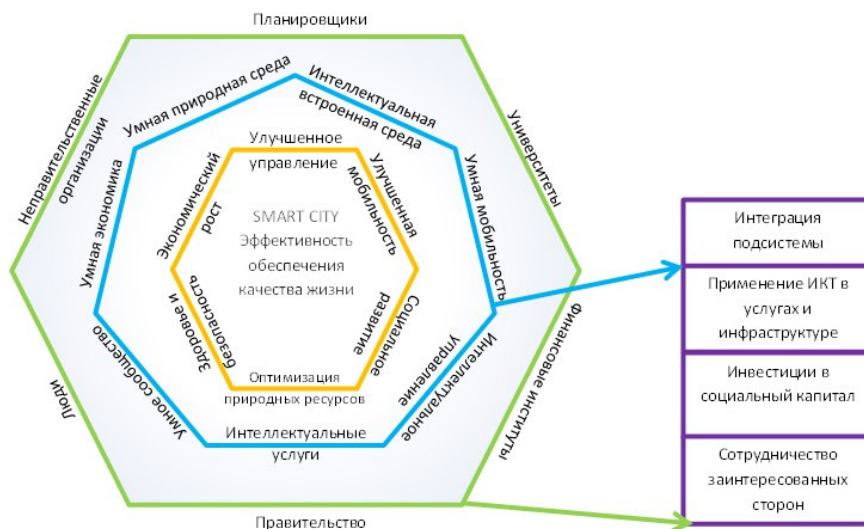 Планировщики
Неправительственные
организации
Университеты
Умная природная среда
Интеллектуальная
встроенная среда
Умная экономика
Умная мобильность
Улучшенное
управление
Экономический
рост
Улучшенная
мобильность
SMART CITY
Эффективность
обеспечения
качества жизни
Здоровье и
безопасность
Социальное
развитие
Оптимизация
природных ресурсов
Умное сообщество
Интеллектуальное
управление
Интеллектуальные
услуги
Люди
Финансовые институты
Правительство
Интеграция
подсистемы
Применение ИКТ в
услугах и
инфраструктуре
Инвестиции в
социальный капитал
Сотрудничество
заинтересованных
сторон